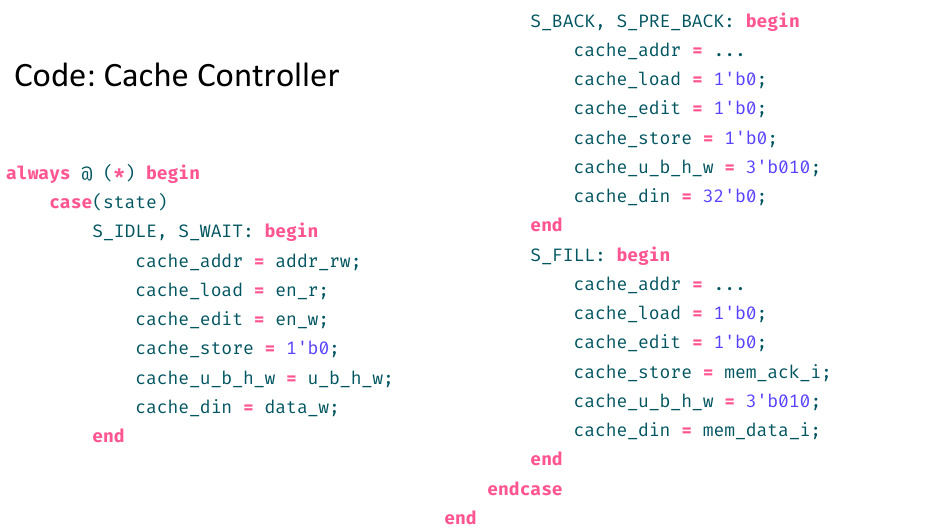 Code: Cache Controller
always @ (*) begin
    case(state)
        S_IDLE, S_WAIT: begin
            cache_addr = addr_rw;
            cache_load = en_r;
            cache_edit = en_w;
            cache_store = 1'b0;
            cache_u_b_h_w = u_b_h_w;
            cache_din = data_w;
        end
        S_BACK, S_PRE_BACK: begin
            cache_addr = ...
            cache_load = 1'b0;
            cache_edit = 1'b0;
            cache_store = 1'b0;
            cache_u_b_h_w = 3'b010;
            cache_din = 32'b0;
        end
        S_FILL: begin
            cache_addr = ...
            cache_load = 1'b0;
            cache_edit = 1'b0;
            cache_store = mem_ack_i;
            cache_u_b_h_w = 3'b010;
            cache_din = mem_data_i;
        end
    endcase
end